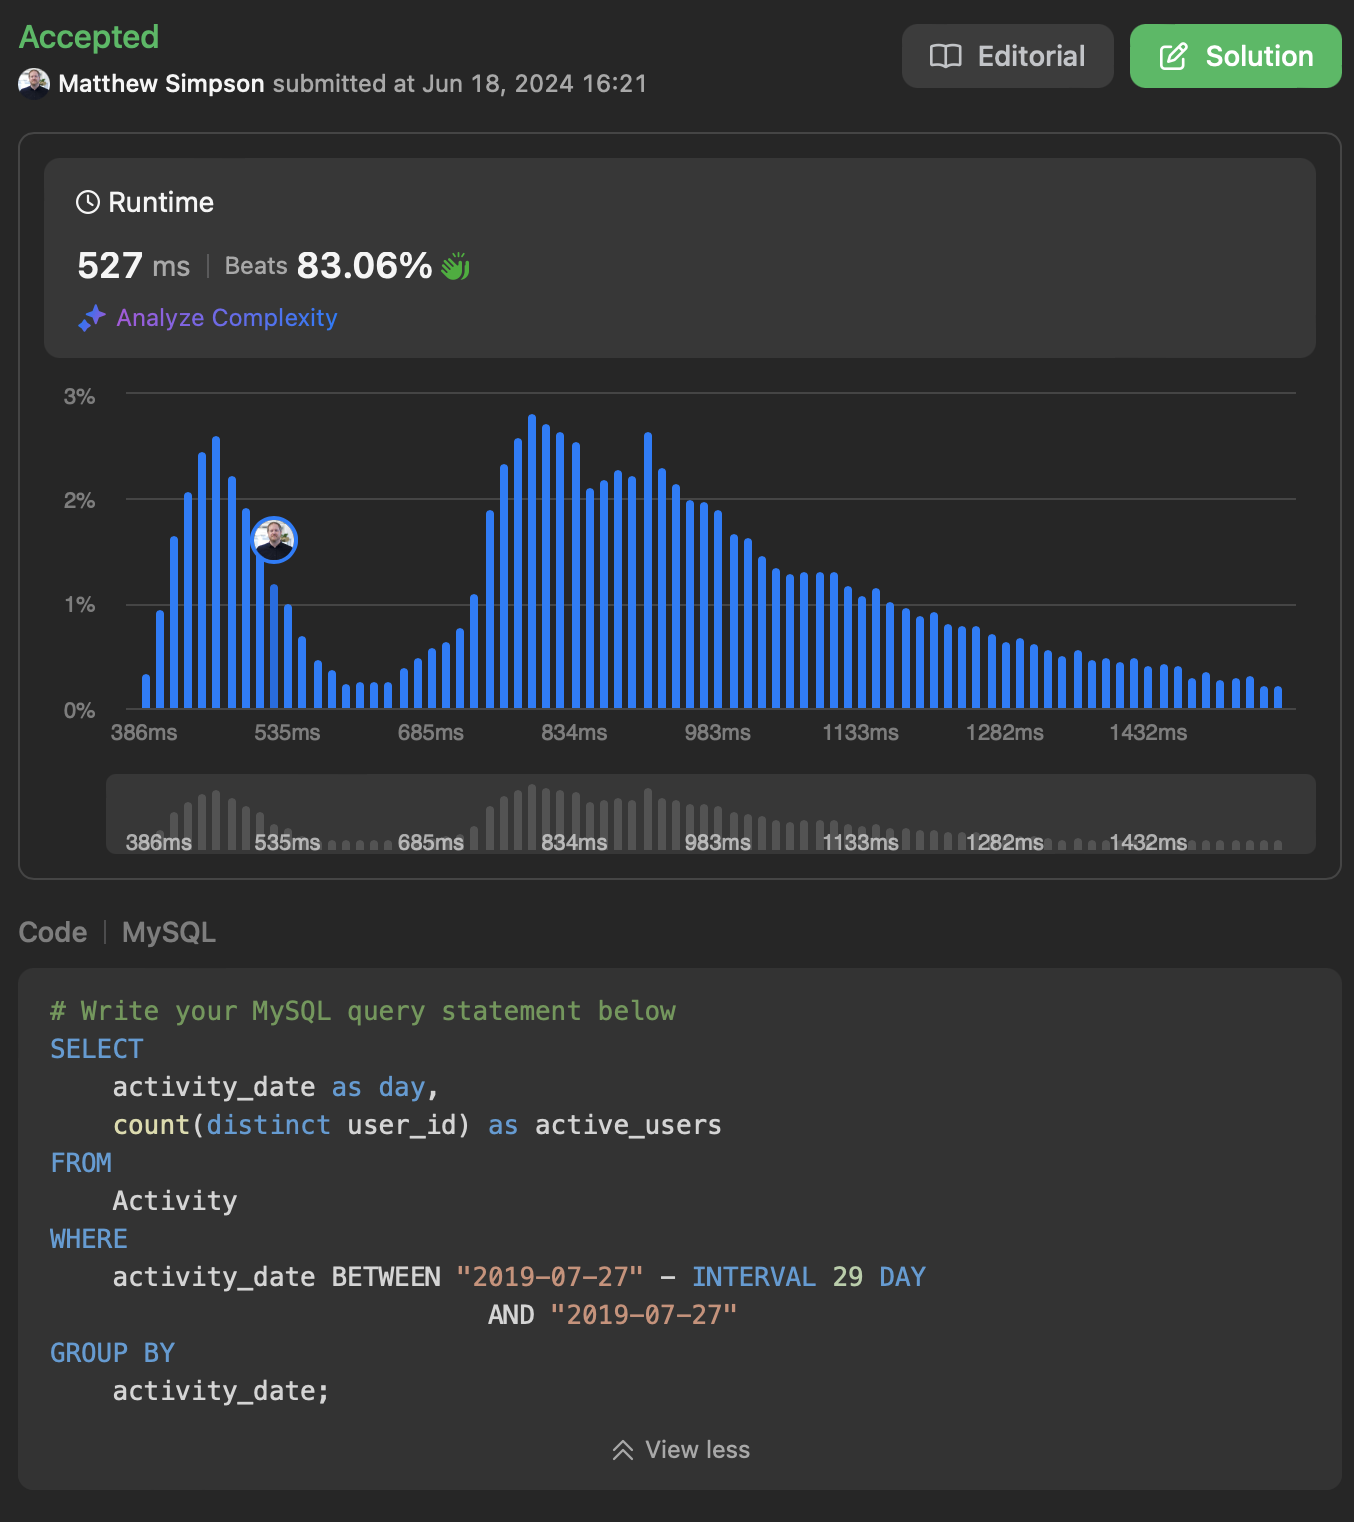 Accepted
Editorial
Solution
Matthew Simpson submitted at Jun 18, 2024 16:21
Runtime
527 ms | Beats 83.06%
Analyze Complexity
3%
2%
1%
0%
386ms 535ms 685ms 834ms 983ms 1133ms 1282ms 1432ms
386ms 535ms 685ms 834ms 983ms 1133ms 1282ms 1432ms
Code | MySQL
# Write your MySQL query statement below
SELECT
    activity_date as day,
    count(distinct user_id) as active_users
FROM
    Activity
WHERE
    activity_date BETWEEN "2019-07-27" - INTERVAL 29 DAY
                            AND "2019-07-27"
GROUP BY
    activity_date;
View less